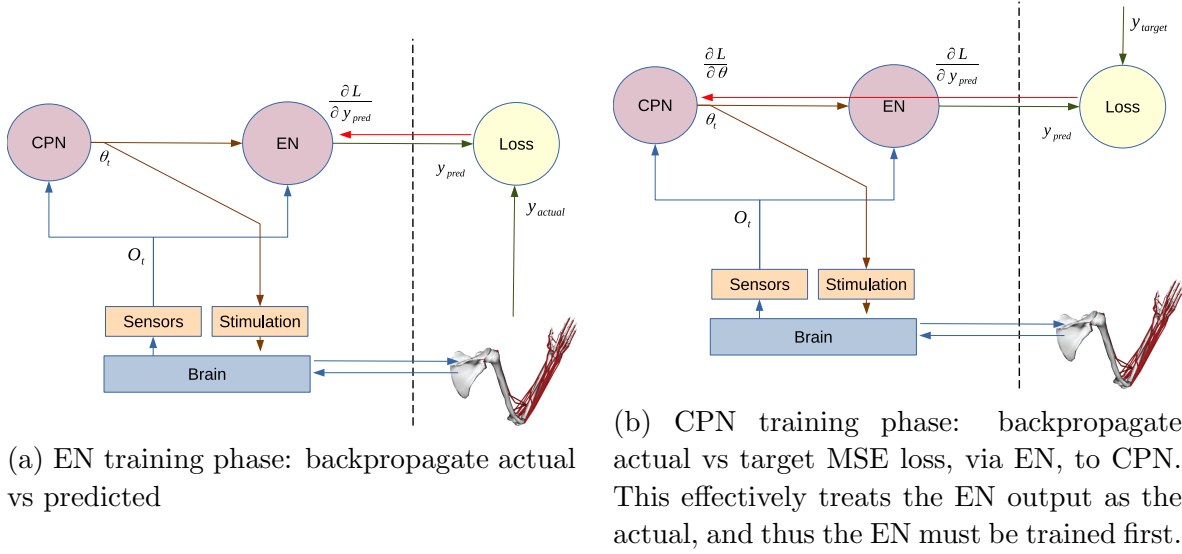 CPN
θ_t
EN
∂L
∂y_pred
y_pred
Loss
y_actual
O_t
Sensors
Stimulation
Brain
(a) EN training phase: backpropagate actual
vs predicted
y_target
∂L
∂θ
∂L
∂y_pred
CPN
θ_t
EN
Loss
y_pred
O_t
Sensors
Stimulation
Brain
(b) CPN training phase: backpropagate
actual vs target MSE loss, via EN, to CPN.
This effectively treats the EN output as the
actual, and thus the EN must be trained first.